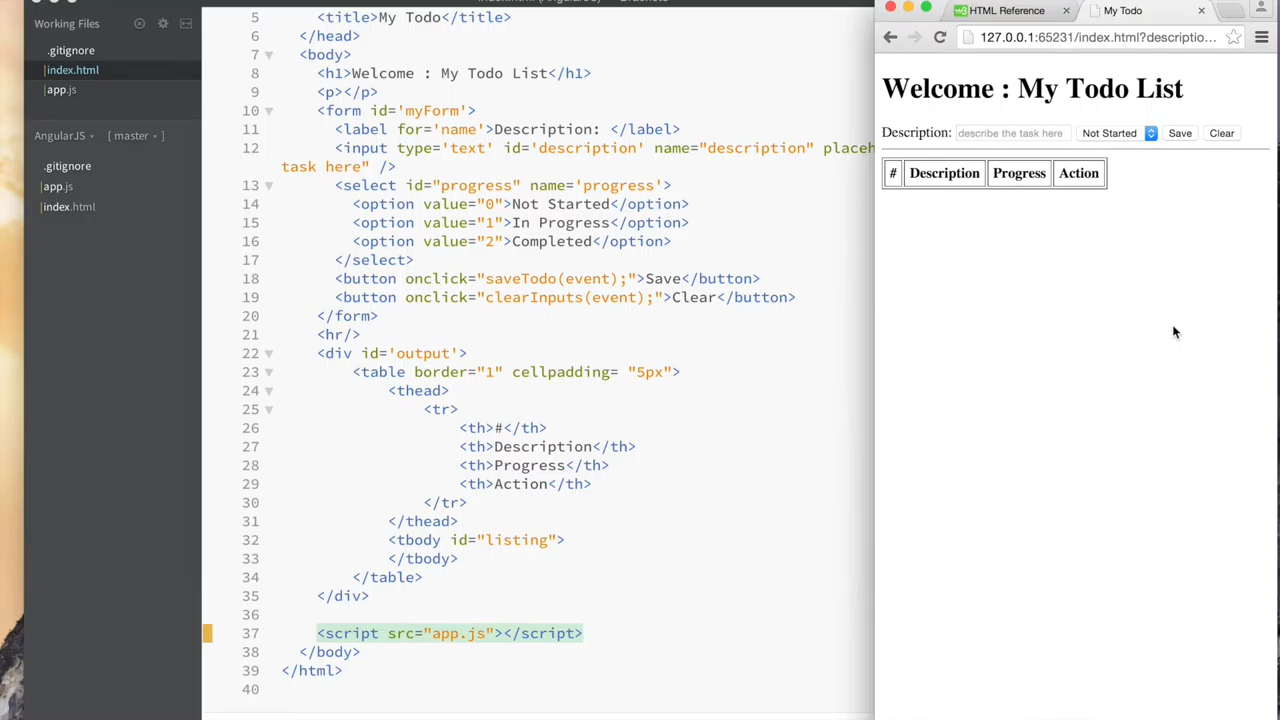 Working Files
.gitignore
index.html
app.js
AngularJS
[ master ]
.gitignore
app.js
index.html
5 <title>My Todo</title>
6 </head>
7 <body>
8 <h1>Welcome : My Todo List</h1>
9 <p></p>
10 <form id='myForm'>
11 <label for='name'>Description: </label>
12 <input type='text' id='description' name="description" placeh
task here" />
13 <select id="progress" name='progress'>
14 <option value="0">Not Started</option>
15 <option value="1">In Progress</option>
16 <option value="2">Completed</option>
17 </select>
18 <button onclick="saveTodo(event);">Save</button>
19 <button onclick="clearInputs(event);">Clear</button>
20 </form>
21 <hr/>
22 <div id='output'>
23 <table border="1" cellpadding= "5px">
24 <thead>
25 <tr>
26 <th>#</th>
27 <th>Description</th>
28 <th>Progress</th>
29 <th>Action</th>
30 </tr>
31 </thead>
32 <tbody id="listing">
33 </tbody>
34 </table>
35 </div>
36
37 <script src="app.js"></script>
38 </body>
39 </html>
40
HTML Reference
My Todo
127.0.0.1:65231/index.html?descriptio...
Welcome : My Todo List
Description: describe the task here Not Started Save Clear
# Description Progress Action